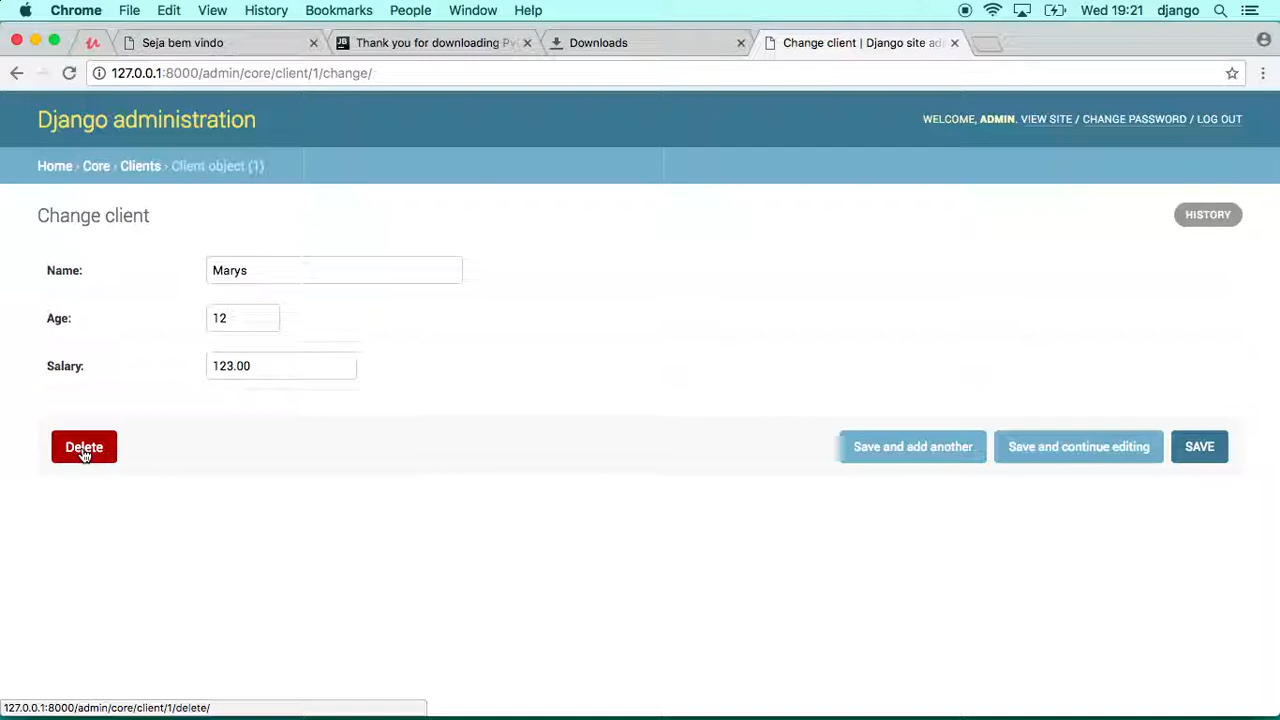 Chrome File Edit View History Bookmarks People Window Help Wed 19:21 django
Seja bem vindo Thank you for downloading Py Downloads Change client | Django site ad
127.0.0.1:8000/admin/core/client/1/change/
Django administration WELCOME, ADMIN. VIEW SITE / CHANGE PASSWORD / LOG OUT
Home › Core › Clients › Client object (1)
Change client HISTORY
Name: Marys
Age: 12
Salary: 123.00
Delete Save and add another Save and continue editing SAVE
127.0.0.1:8000/admin/core/client/1/delete/